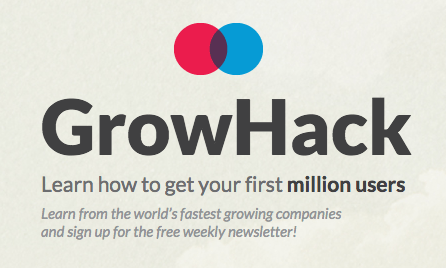 GrowHack
Learn how to get your first million users
Learn from the world's fastest growing companies
and sign up for the free weekly newsletter!